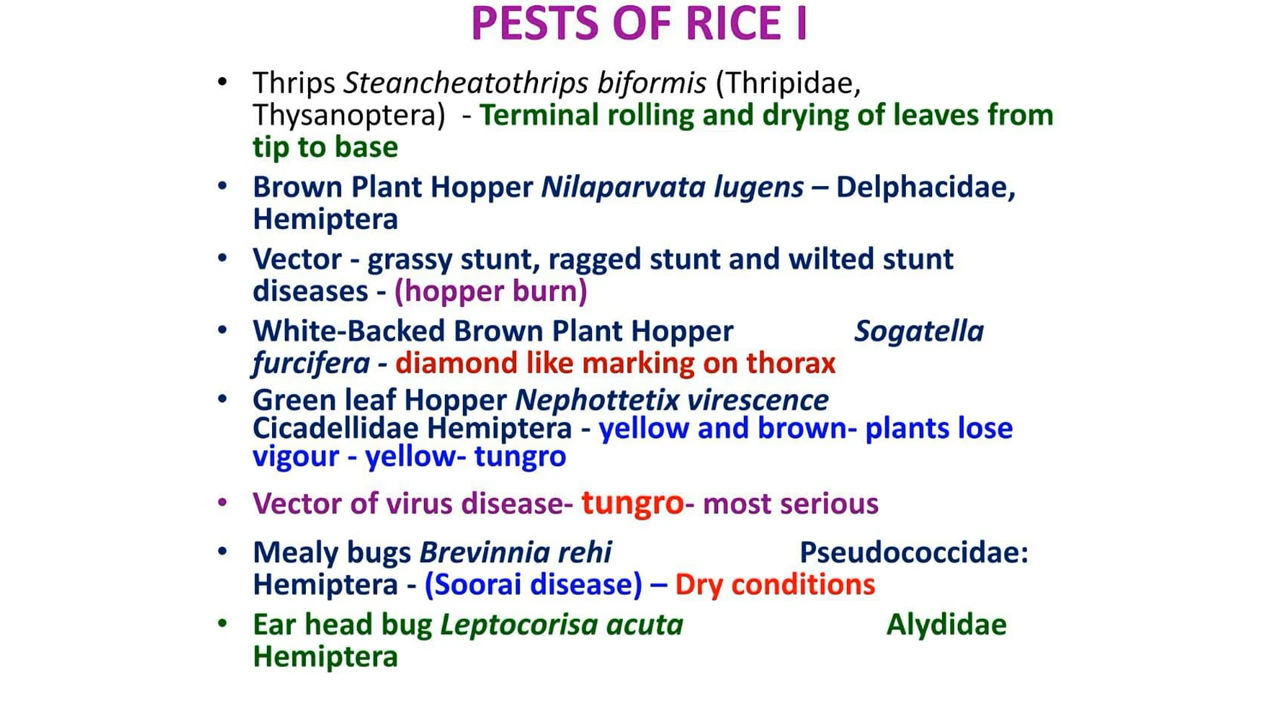 PESTS OF RICE I
• Thrips Steancheatothrips biformis (Thripidae,
Thysanoptera) - Terminal rolling and drying of leaves from
tip to base
• Brown Plant Hopper Nilaparvata lugens – Delphacidae,
Hemiptera
• Vector - grassy stunt, ragged stunt and wilted stunt
diseases - (hopper burn)
• White-Backed Brown Plant Hopper Sogatella
furcifera - diamond like marking on thorax
• Green leaf Hopper Nephottetix virescence
Cicadellidae Hemiptera - yellow and brown- plants lose
vigour - yellow- tungro
• Vector of virus disease- tungro- most serious
• Mealy bugs Brevinnia rehi Pseudococcidae:
Hemiptera - (Soorai disease) – Dry conditions
• Ear head bug Leptocorisa acuta Alydidae
Hemiptera